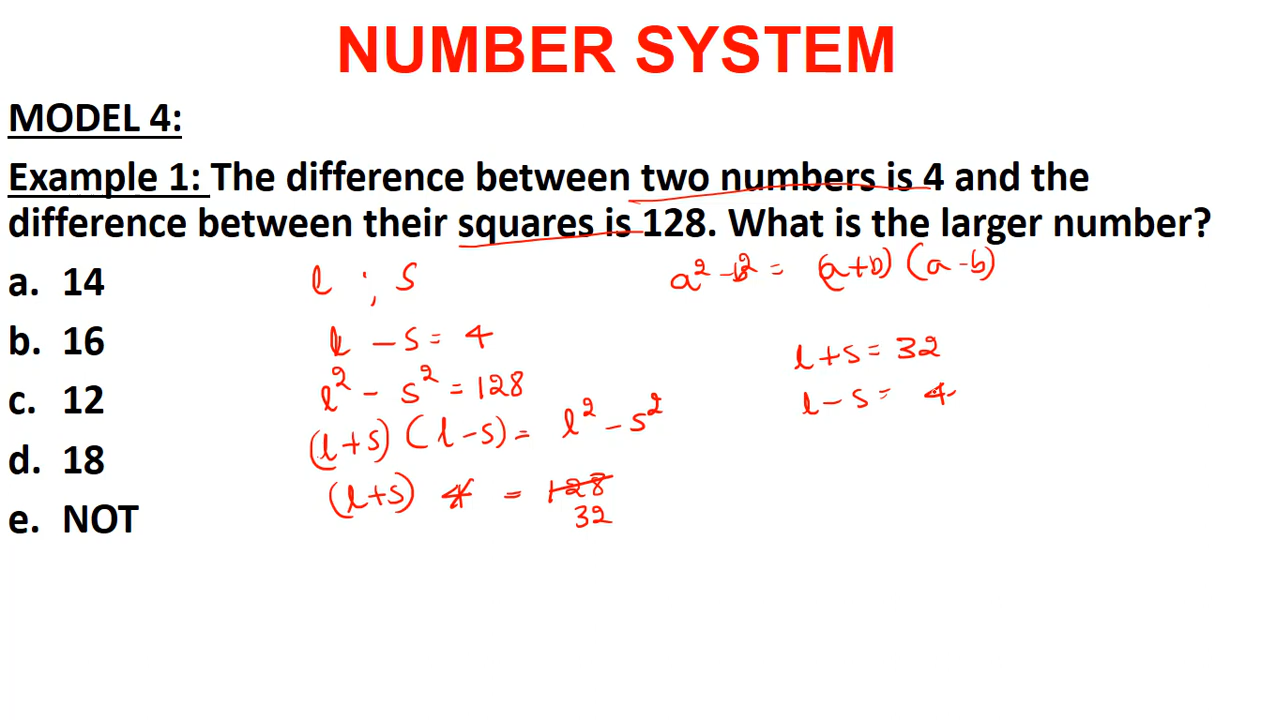 NUMBER SYSTEM
MODEL 4:
Example 1: The difference between two numbers is 4 and the
difference between their squares is 128. What is the larger number?
a. 14
b. 16
c. 12
d. 18
e. NOT
l ; s
l - s = 4
l² - s² = 128
(l+s) (l-s) = l² - s²
(l+s) 4 = 128
32
a² - b² = (a+b) (a-b)
l+s = 32
l-s = 4